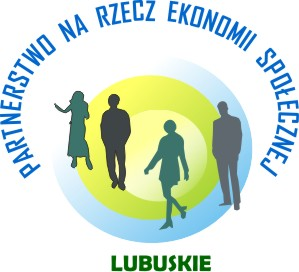 PARTNERSTWO NA RZECZ EKONOMII SPOŁECZNEJ
LUBUSKIE